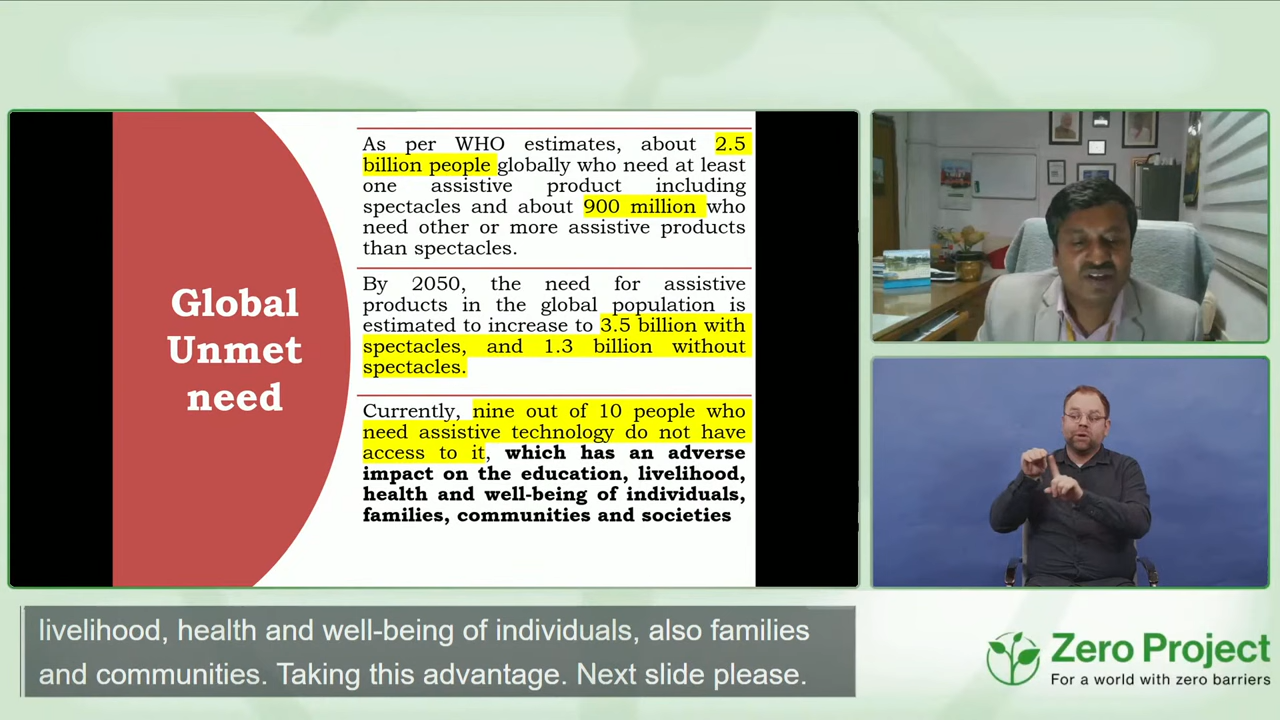 Global
Unmet
need
As per WHO estimates, about 2.5
billion people globally who need at least
one assistive product including
spectacles and about 900 million who
need other or more assistive products
than spectacles.
By 2050, the need for assistive
products in the global population is
estimated to increase to 3.5 billion with
spectacles, and 1.3 billion without
spectacles.
Currently, nine out of 10 people who
need assistive technology do not have
access to it, which has an adverse
impact on the education, livelihood,
health and well-being of individuals,
families, communities and societies
livelihood, health and well-being of individuals, also families
and communities. Taking this advantage. Next slide please.
Zero Project
For a world with zero barriers